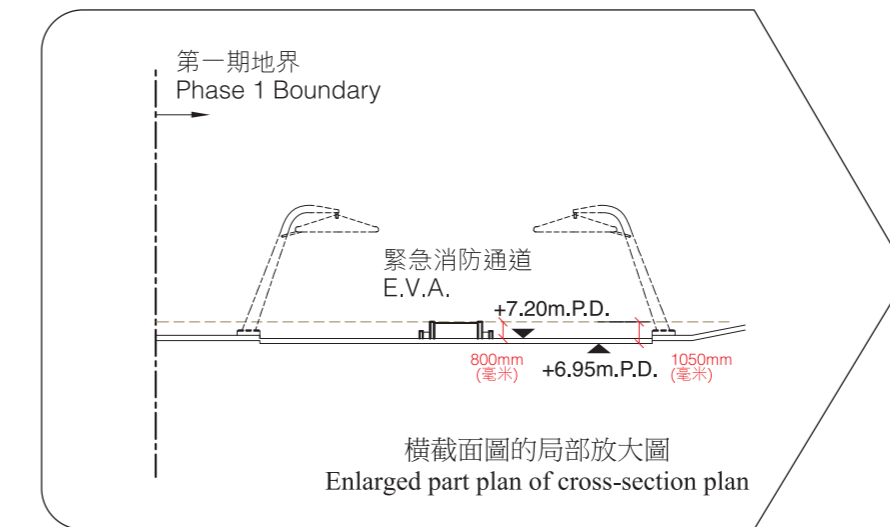 第一期地界
Phase 1 Boundary
緊急消防通道
E.V.A.
+7.20m.P.D.
800mm
(毫米)
+6.95m.P.D.
1050mm
(毫米)
橫截面圖的局部放大圖
Enlarged part plan of cross-section plan